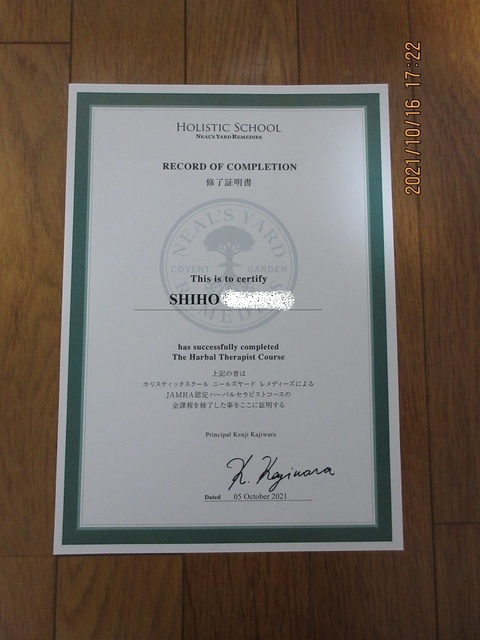 2021/10/16 17:22
HOLISTIC SCHOOL
NEAL'S YARD REMEDIES
RECORD OF COMPLETION
修了証明書
NEAL'S YARD
COVENT GARDEN
REMEDIES
This is to certify
SHIHO
has successfully completed
The Harbal Therapist Course
上記の者は
ホリスティックスクール ニールズヤード レメディーズによる
JAMHA認定ハーバルセラピストコースの
全課程を修了した事をここに証明する
Principal Kenji Kajiwara
K. Kajiwara
Dated 05 October 2021